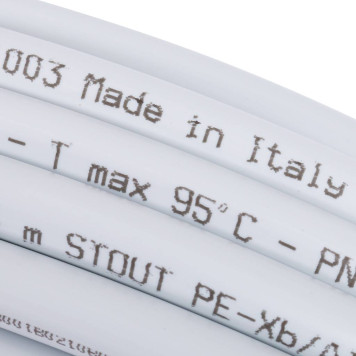 003 Made in Italy
- T max 95°C - PN
m STOUT PE-Xb/A